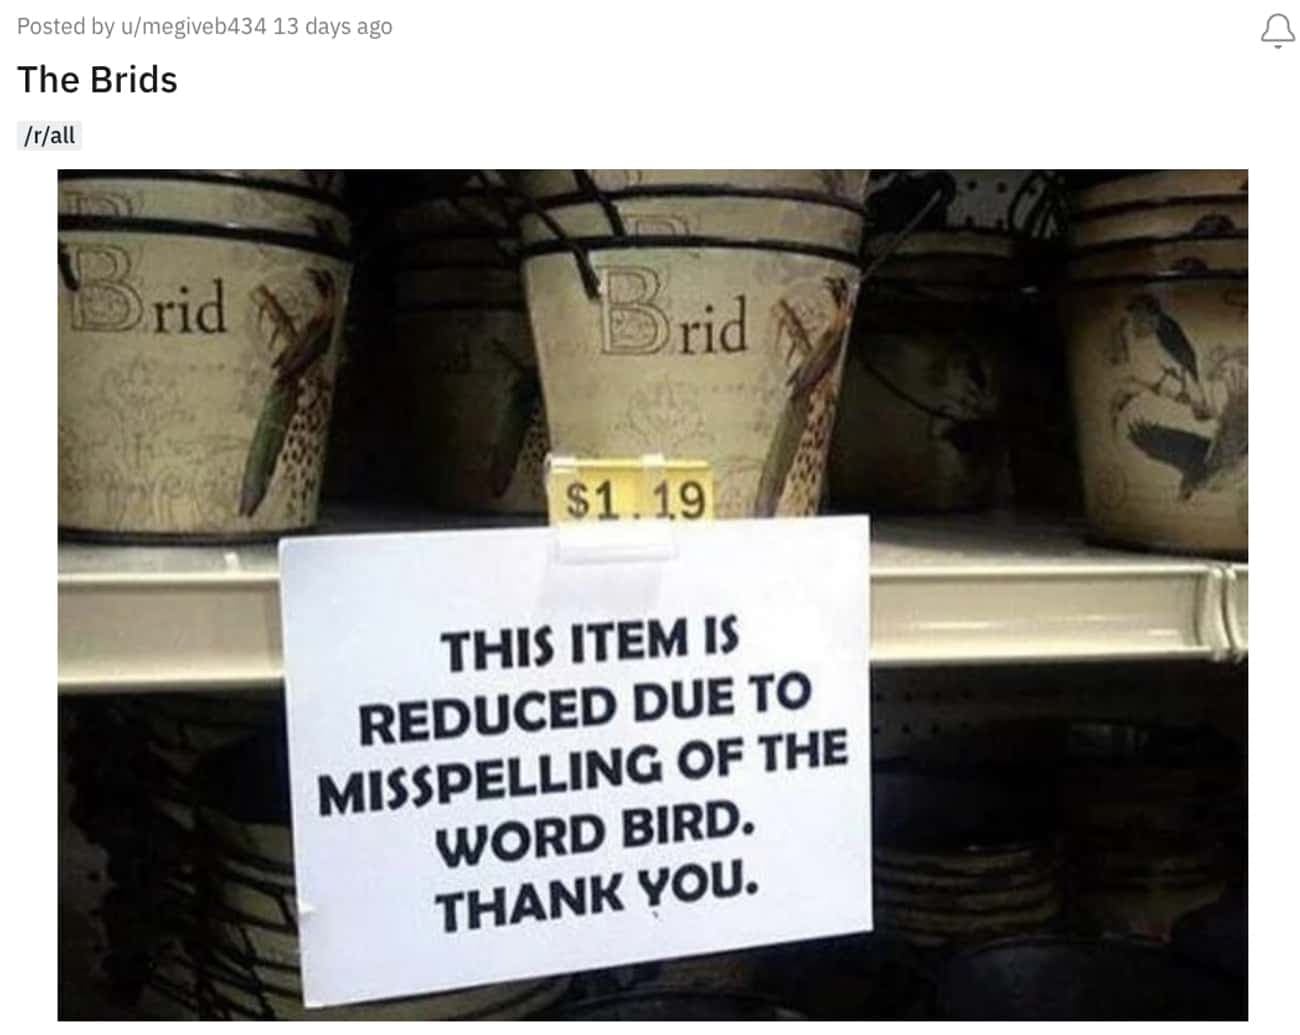 Posted by u/megiveb434 13 days ago
The Brids
/r/all
Brid
Brid
$1.19
THIS ITEM IS
REDUCED DUE TO
MISSPELLING OF THE
WORD BIRD.
THANK YOU.